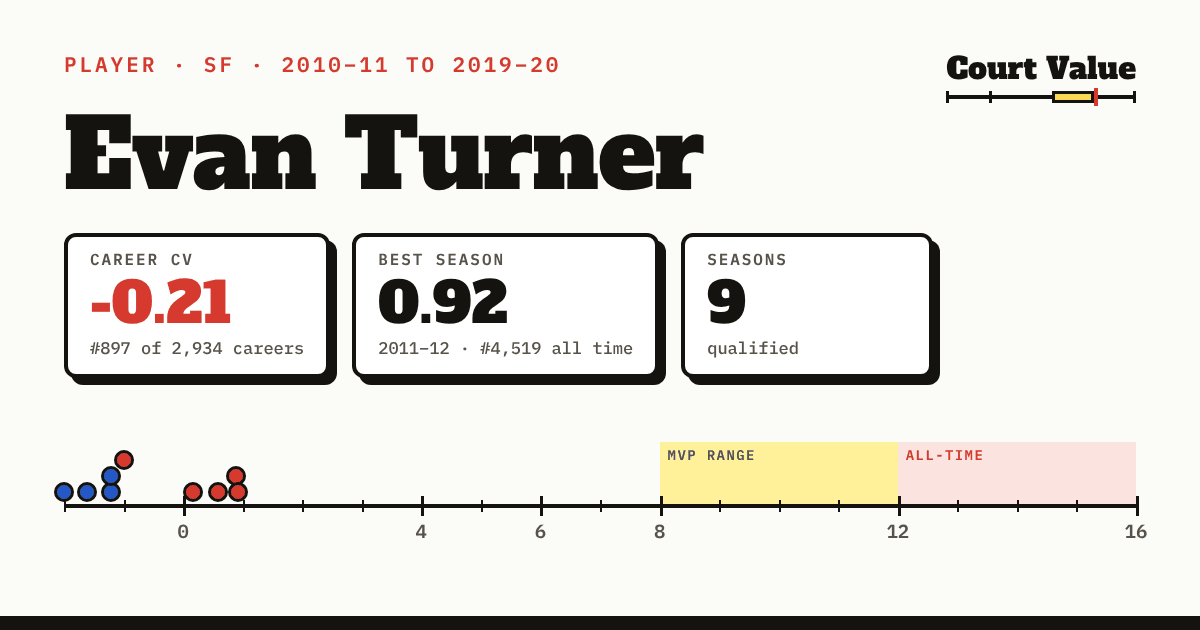 PLAYER · SF · 2010–11 TO 2019–20
Court Value
Evan Turner
CAREER CV
-0.21
#897 of 2,934 careers
BEST SEASON
0.92
2011–12 · #4,519 all time
SEASONS
9
qualified
MVP RANGE
ALL-TIME
0 4 6 8 12 16